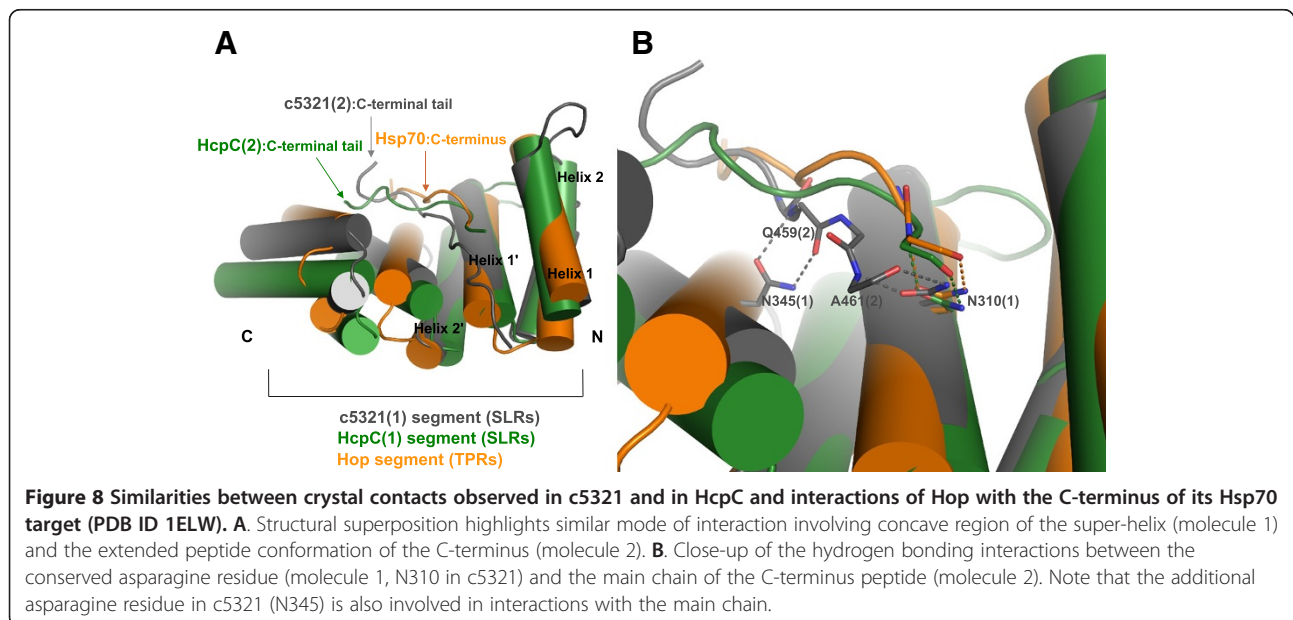 A
B
c5321(2):C-terminal tail
Hsp70:C-terminus
HcpC(2):C-terminal tail
Helix 2
Helix 1'
Helix 1
Helix 2'
C
N
c5321(1) segment (SLRs)
HcpC(1) segment (SLRs)
Hop segment (TPRs)
Q459(2)
N345(1)
A461(2)
N310(1)
Figure 8 Similarities between crystal contacts observed in c5321 and in HcpC and interactions of Hop with the C-terminus of its Hsp70
target (PDB ID 1ELW). A. Structural superposition highlights similar mode of interaction involving concave region of the super-helix (molecule 1)
and the extended peptide conformation of the C-terminus (molecule 2). B. Close-up of the hydrogen bonding interactions between the
conserved asparagine residue (molecule 1, N310 in c5321) and the main chain of the C-terminus peptide (molecule 2). Note that the additional
asparagine residue in c5321 (N345) is also involved in interactions with the main chain.